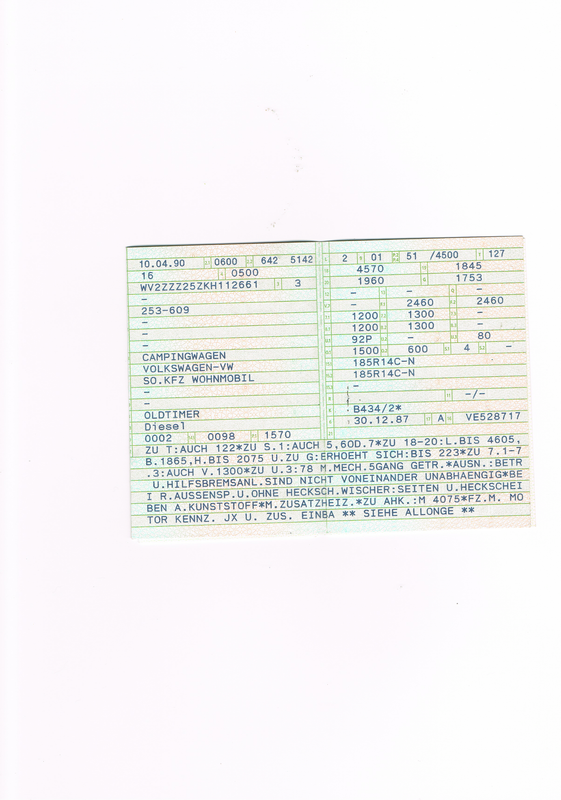 10.04.90 0600 642 5142
16 0500
WV2ZZZ25ZKH112661 3
-
253-609
-
-
-
CAMPINGWAGEN
VOLKSWAGEN-VW
SO.KFZ WOHNMOBIL
-
-
OLDTIMER
Diesel
0002 0098 1570
2 01 51 /4500 127
4570 1845
1960 1753
- - -
- 2460 2460
1200 1300 -
1200 1300 -
92P - 80
1500 600 4 -
185R14C-N
185R14C-N
-
-/-
B434/2*
30.12.87 A VE528717
ZU T:AUCH 122*ZU S.1:AUCH 5,6OD.7*ZU 18-20:L.BIS 4605,
B.1865,H.BIS 2075 U.ZU G:ERHOEHT SICH:BIS 223*ZU 7.1-7
.3:AUCH V.1300*ZU U.3:78 M.MECH.5GANG GETR.*AUSN.:BETR
U.HILFSBREMSANL.SIND NICHT VONEINANDER UNABHAENGIG*BE
I R.AUSSENSP.U.OHNE HECKSCH.WISCHER:SEITEN U.HECKSCHEI
BEN A.KUNSTSTOFF*M.ZUSATZHEIZ.*ZU AHK.:M 4075*FZ.M. MO
TOR KENNZ. JX U. ZUS. EINBA ** SIEHE ALLONGE **